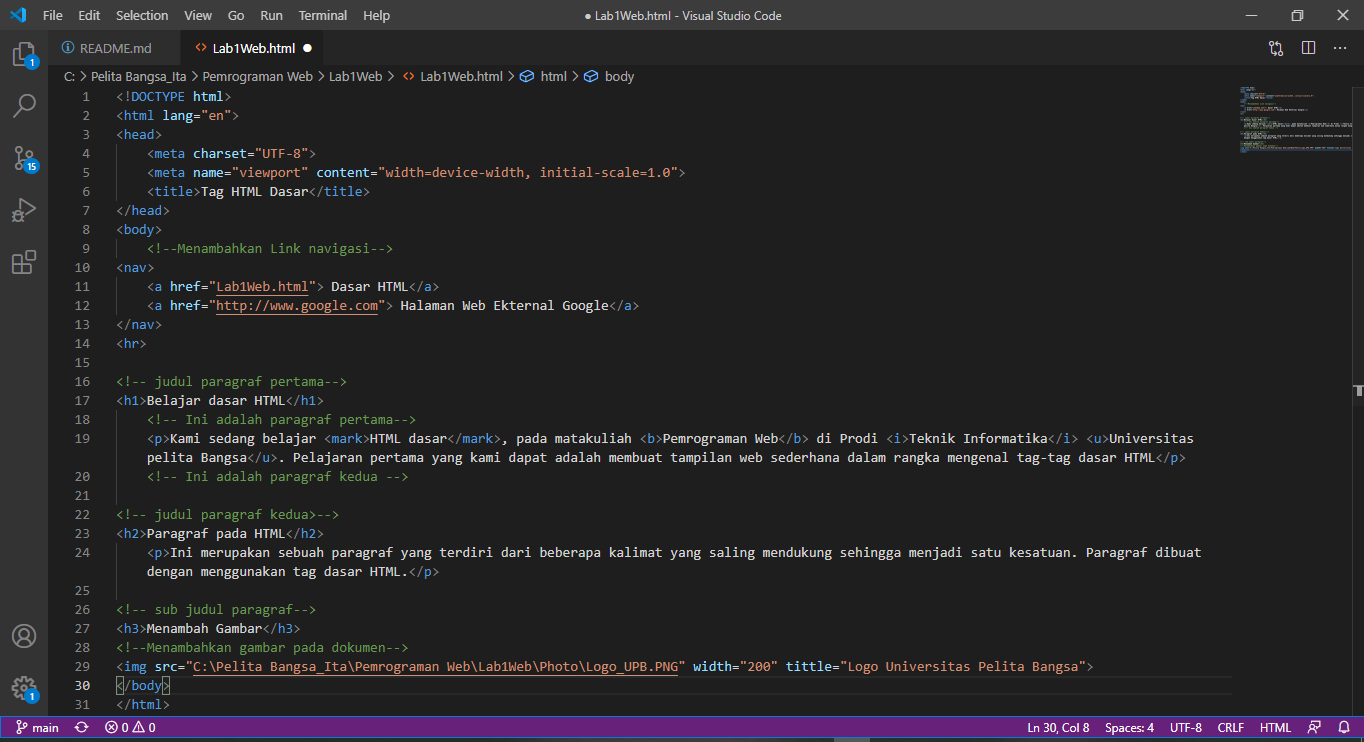 File Edit Selection View Go Run Terminal Help ● Lab1Web.html - Visual Studio Code
README.md Lab1Web.html ●
C: > Pelita Bangsa_Ita > Pemrograman Web > Lab1Web > Lab1Web.html > html > body
1 <!DOCTYPE html>
2 <html lang="en">
3 <head>
4 <meta charset="UTF-8">
5 <meta name="viewport" content="width=device-width, initial-scale=1.0">
6 <title>Tag HTML Dasar</title>
7 </head>
8 <body>
9 <!--Menambahkan Link navigasi-->
10 <nav>
11 <a href="Lab1Web.html"> Dasar HTML</a>
12 <a href="http://www.google.com"> Halaman Web Ekternal Google</a>
13 </nav>
14 <hr>
15
16 <!-- judul paragraf pertama-->
17 <h1>Belajar dasar HTML</h1>
18 <!-- Ini adalah paragraf pertama-->
19 <p>Kami sedang belajar <mark>HTML dasar</mark>, pada matakuliah <b>Pemrograman Web</b> di Prodi <i>Teknik Informatika</i> <u>Universitas
pelita Bangsa</u>. Pelajaran pertama yang kami dapat adalah membuat tampilan web sederhana dalam rangka mengenal tag-tag dasar HTML</p>
20 <!-- Ini adalah paragraf kedua -->
21
22 <!-- judul paragraf kedua>-->
23 <h2>Paragraf pada HTML</h2>
24 <p>Ini merupakan sebuah paragraf yang terdiri dari beberapa kalimat yang saling mendukung sehingga menjadi satu kesatuan. Paragraf dibuat
dengan menggunakan tag dasar HTML.</p>
25
26 <!-- sub judul paragraf-->
27 <h3>Menambah Gambar</h3>
28 <!--Menambahkan gambar pada dokumen-->
29 <img src="C:\Pelita Bangsa_Ita\Pemrograman Web\Lab1Web\Photo\Logo_UPB.PNG" width="200" tittle="Logo Universitas Pelita Bangsa">
30 </body>
31 </html>
1
15
1
main 0 0 Ln 30, Col 8 Spaces: 4 UTF-8 CRLF HTML